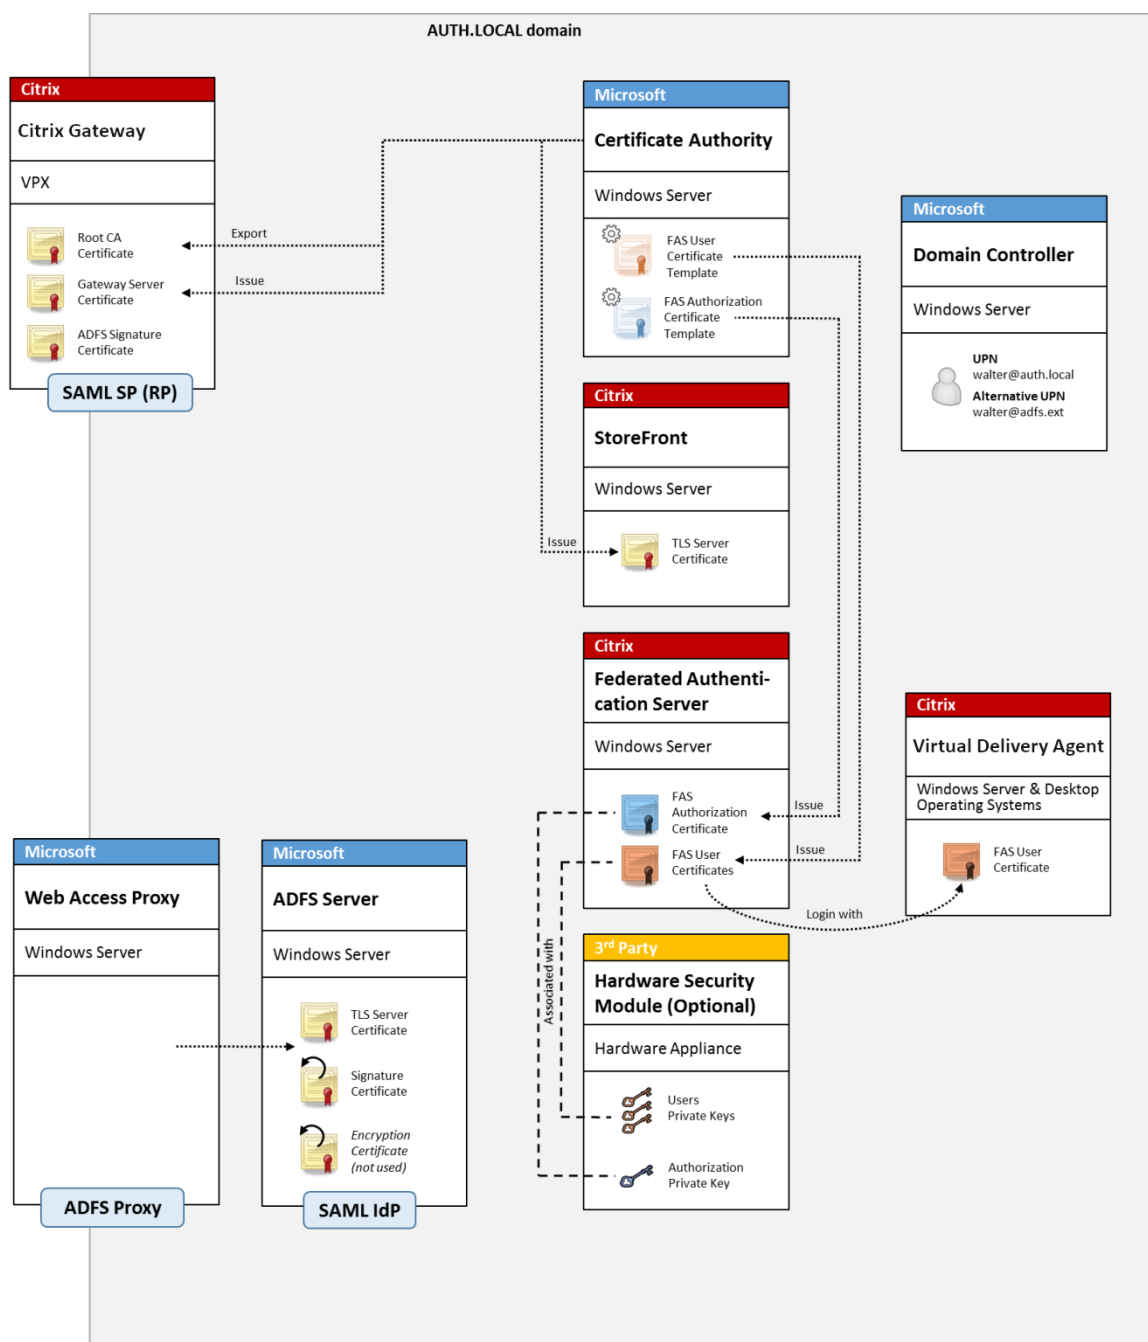 AUTH.LOCAL domain
Citrix
Citrix Gateway
VPX
Root CA
Certificate
Gateway Server
Certificate
ADFS Signature
Certificate
SAML SP (RP)
Export
Issue
Microsoft
Certificate Authority
Windows Server
FAS User
Certificate
Template
FAS Authorization
Certificate
Template
Microsoft
Domain Controller
Windows Server
UPN
walter@auth.local
Alternative UPN
walter@adfs.ext
Citrix
StoreFront
Windows Server
Issue
TLS Server
Certificate
Citrix
Federated Authenti-
cation Server
Windows Server
FAS
Authorization
Certificate
FAS User
Certificates
Issue
Issue
Login with
Citrix
Virtual Delivery Agent
Windows Server & Desktop
Operating Systems
FAS User
Certificate
Microsoft
Web Access Proxy
Windows Server
ADFS Proxy
Microsoft
ADFS Server
Windows Server
TLS Server
Certificate
Signature
Certificate
Encryption
Certificate
(not used)
SAML IdP
Associated with
3rd Party
Hardware Security
Module (Optional)
Hardware Appliance
Users
Private Keys
Authorization
Private Key